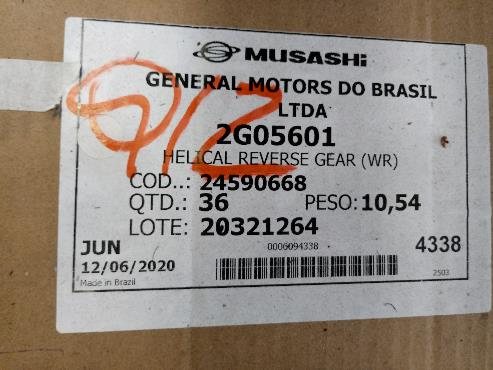 MUSASHi
GENERAL MOTORS DO BRASIL
LTDA
2G05601
HELICAL REVERSE GEAR (WR)
COD..: 24590668
QTD.: 36 PESO: 10,54
LOTE: 20321264
JUN 0006094338 4338
12/06/2020 2503
Made in Brazil